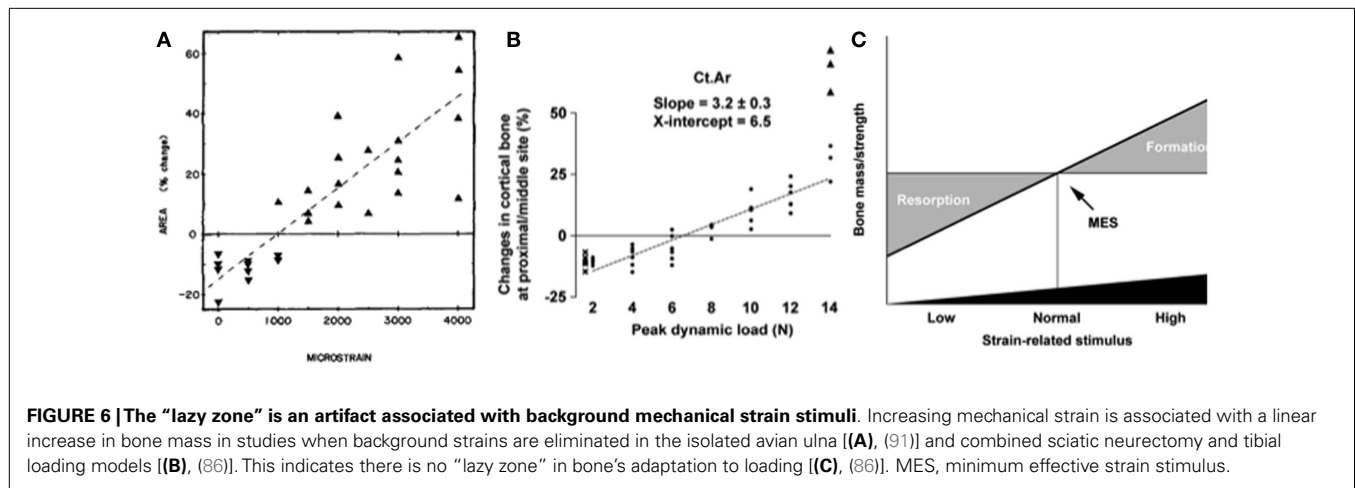 A
60
40
20
0
-20
AREA (% change)
0 1000 2000 3000 4000
MICROSTRAIN
B
Ct.Ar
Slope = 3.2 ± 0.3
X-intercept = 6.5
Changes in cortical bone
at proximal/middle site (%)
50
25
0
-25
2 4 6 8 10 12 14
Peak dynamic load (N)
C
Bone mass/strength
Formation
Resorption
MES
Low Normal High
Strain-related stimulus
FIGURE 6 | The “lazy zone” is an artifact associated with background mechanical strain stimuli. Increasing mechanical strain is associated with a linear
increase in bone mass in studies when background strains are eliminated in the isolated avian ulna [(A), (91)] and combined sciatic neurectomy and tibial
loading models [(B), (86)]. This indicates there is no “lazy zone” in bone’s adaptation to loading [(C), (86)]. MES, minimum effective strain stimulus.